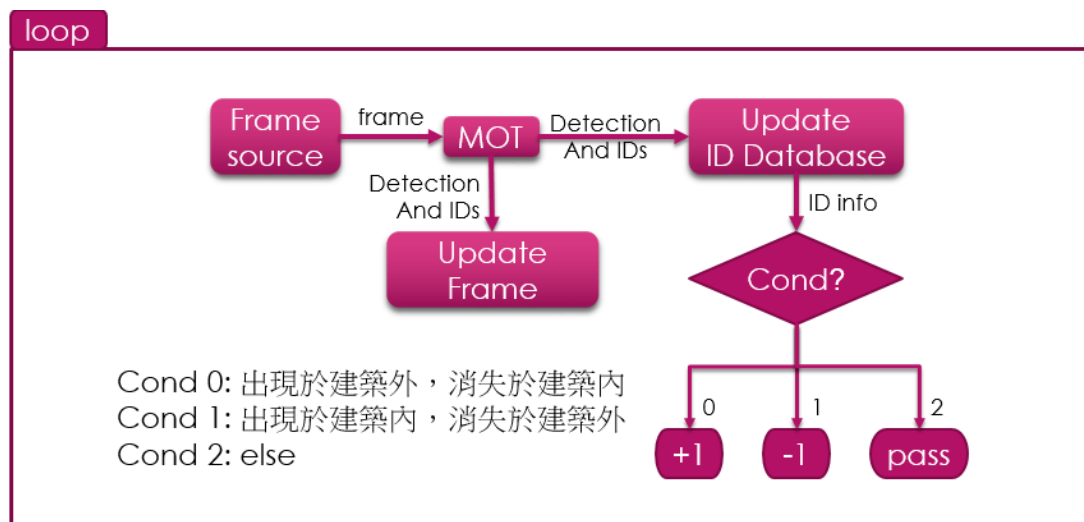 loop
Frame
source
frame
MOT
Detection
And IDs
Update
ID Database
Detection
And IDs
Update
Frame
ID info
Cond?
Cond 0: 出現於建築外，消失於建築內
Cond 1: 出現於建築內，消失於建築外
Cond 2: else
0
1
2
+1
-1
pass